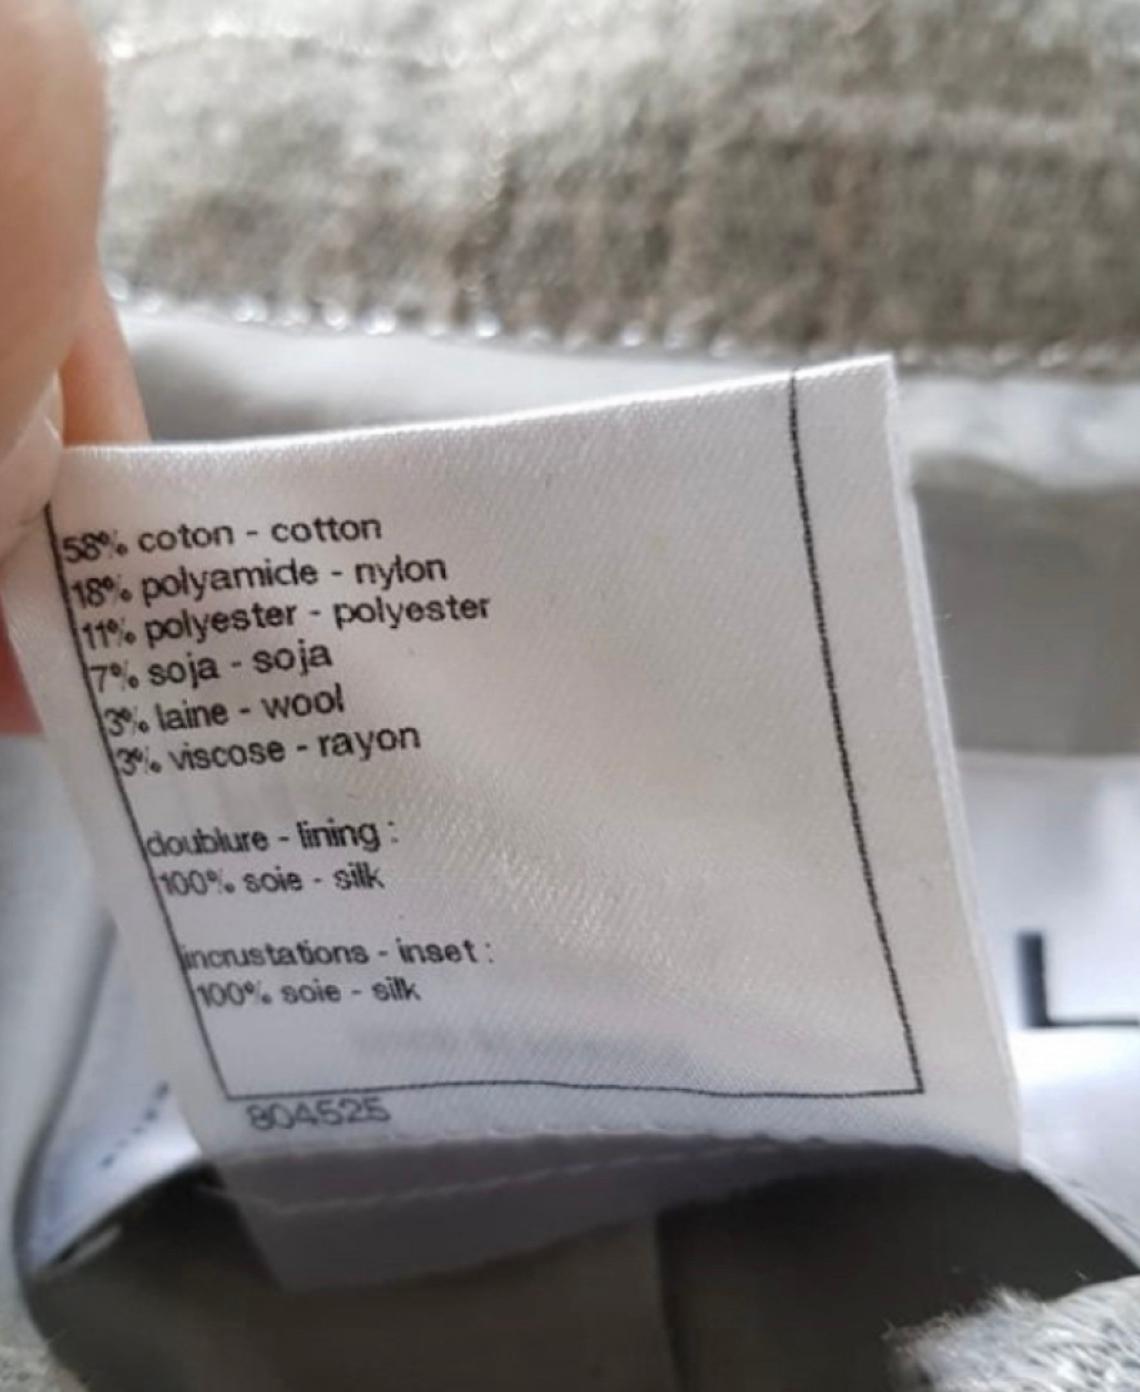 58% coton - cotton
18% polyamide - nylon
11% polyester - polyester
7% soja - soja
3% laine - wool
3% viscose - rayon
doublure - lining :
100% soie - silk
incrustations - inset :
100% soie - silk
804525
L